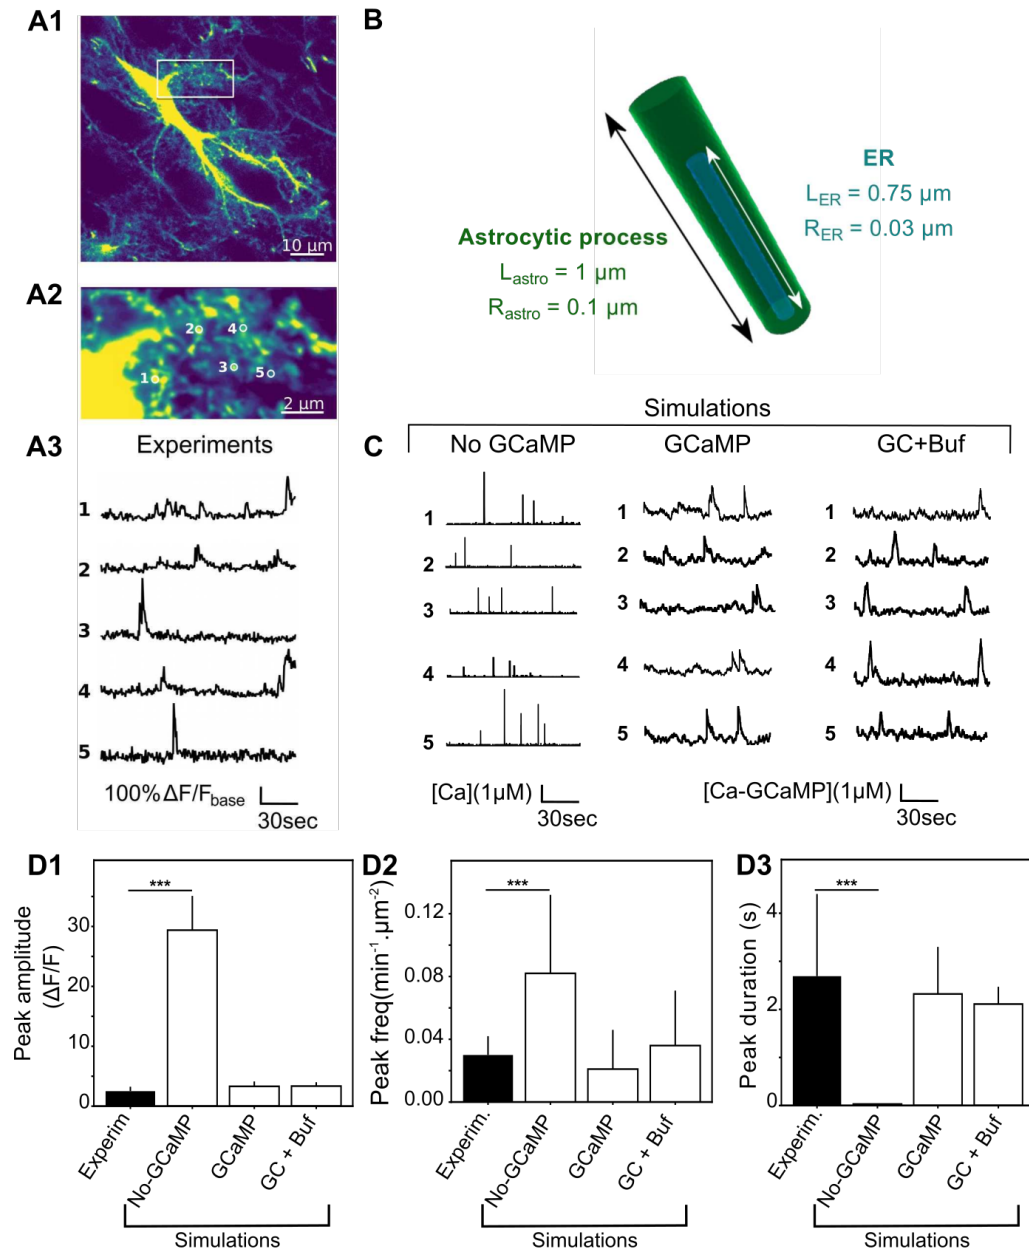 A1
10 µm
A2
2
4
3
5
1
2 µm
A3
Experiments
1
2
3
4
5
100% ΔF/Fbase
30sec
B
ER
LER = 0.75 µm
RER = 0.03 µm
Astrocytic process
Lastro = 1 µm
Rastro = 0.1 µm
Simulations
C
No GCaMP
GCaMP
GC+Buf
1
2
3
4
5
1
2
3
4
5
1
2
3
4
5
[Ca](1µM)
30sec
[Ca-GCaMP](1µM)
30sec
D1
Peak amplitude
(ΔF/F)
30
20
10
0
***
Experim.
No-GCaMP
GCaMP
GC + Buf
Simulations
D2
Peak freq(min-1.µm-2)
0.12
0.08
0.04
0.00
***
Experim.
No-GCaMP
GCaMP
GC + Buf
Simulations
D3
Peak duration (s)
4
2
0
***
Experim.
No-GCaMP
GCaMP
GC + Buf
Simulations